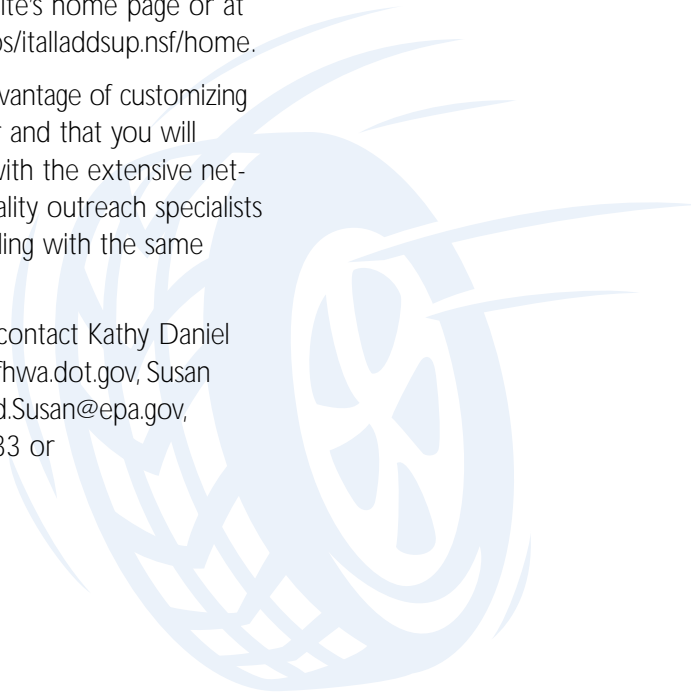 ite's home page or at
os/italladdsup.nsf/home.
vantage of customizing
and that you will
with the extensive net-
ality outreach specialists
ling with the same
contact Kathy Daniel
fhwa.dot.gov, Susan
d.Susan@epa.gov,
33 or